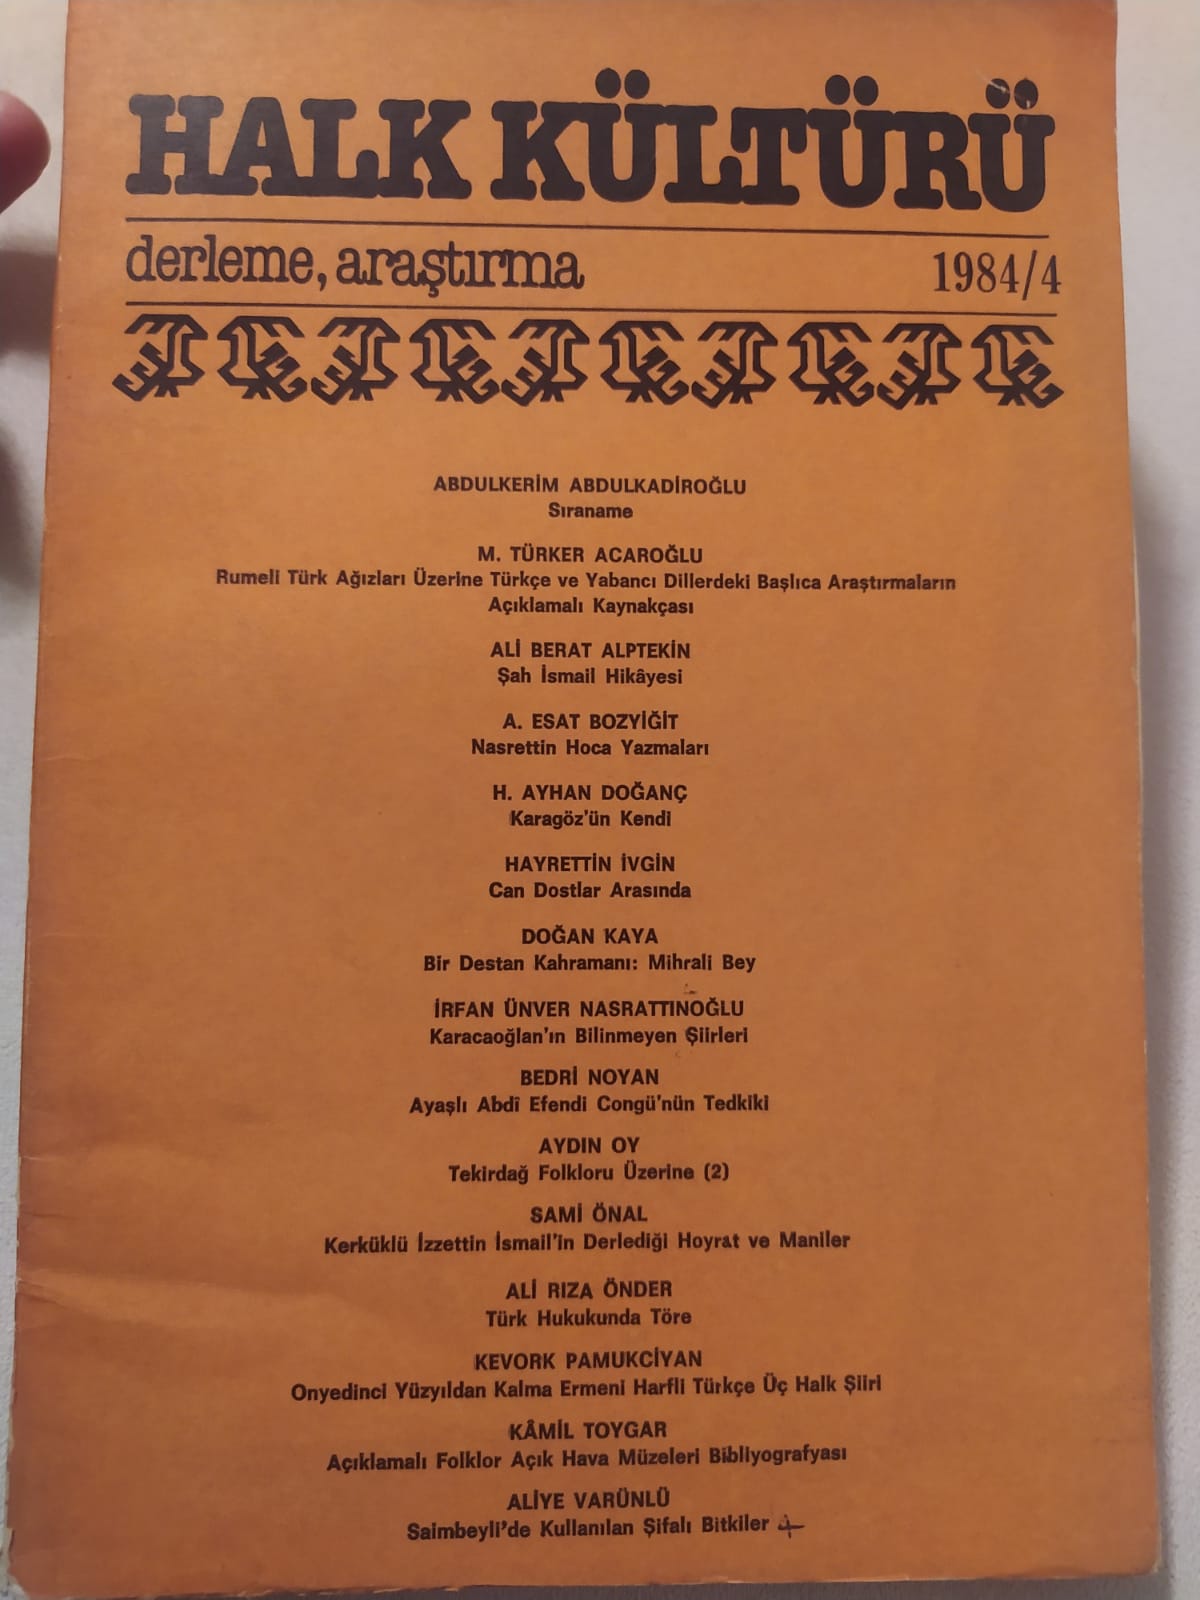 HALK KÜLTÜRÜ
derleme, araştırma 1984/4
ABDULKERİM ABDULKADİROĞLU
Sıraname
M. TÜRKER ACAROĞLU
Rumeli Türk Ağızları Üzerine Türkçe ve Yabancı Dillerdeki Başlıca Araştırmaların
Açıklamalı Kaynakçası
ALİ BERAT ALPTEKİN
Şah İsmail Hikâyesi
A. ESAT BOZYİĞİT
Nasrettin Hoca Yazmaları
H. AYHAN DOĞANÇ
Karagöz'ün Kendi
HAYRETTİN İVGİN
Can Dostlar Arasında
DOĞAN KAYA
Bir Destan Kahramanı: Mihrali Bey
İRFAN ÜNVER NASRATTINOĞLU
Karacaoğlan'ın Bilinmeyen Şiirleri
BEDRİ NOYAN
Ayaşlı Abdî Efendi Congü'nün Tedkiki
AYDIN OY
Tekirdağ Folkloru Üzerine (2)
SAMİ ÖNAL
Kerküklü İzzettin İsmail'in Derlediği Hoyrat ve Maniler
ALİ RIZA ÖNDER
Türk Hukukunda Töre
KEVORK PAMUKCİYAN
Onyedinci Yüzyıldan Kalma Ermeni Harfli Türkçe Üç Halk Şiiri
KÂMİL TOYGAR
Açıklamalı Folklor Açık Hava Müzeleri Bibliyografyası
ALİYE VARÜNLÜ
Saimbeyli'de Kullanılan Şifalı Bitkiler